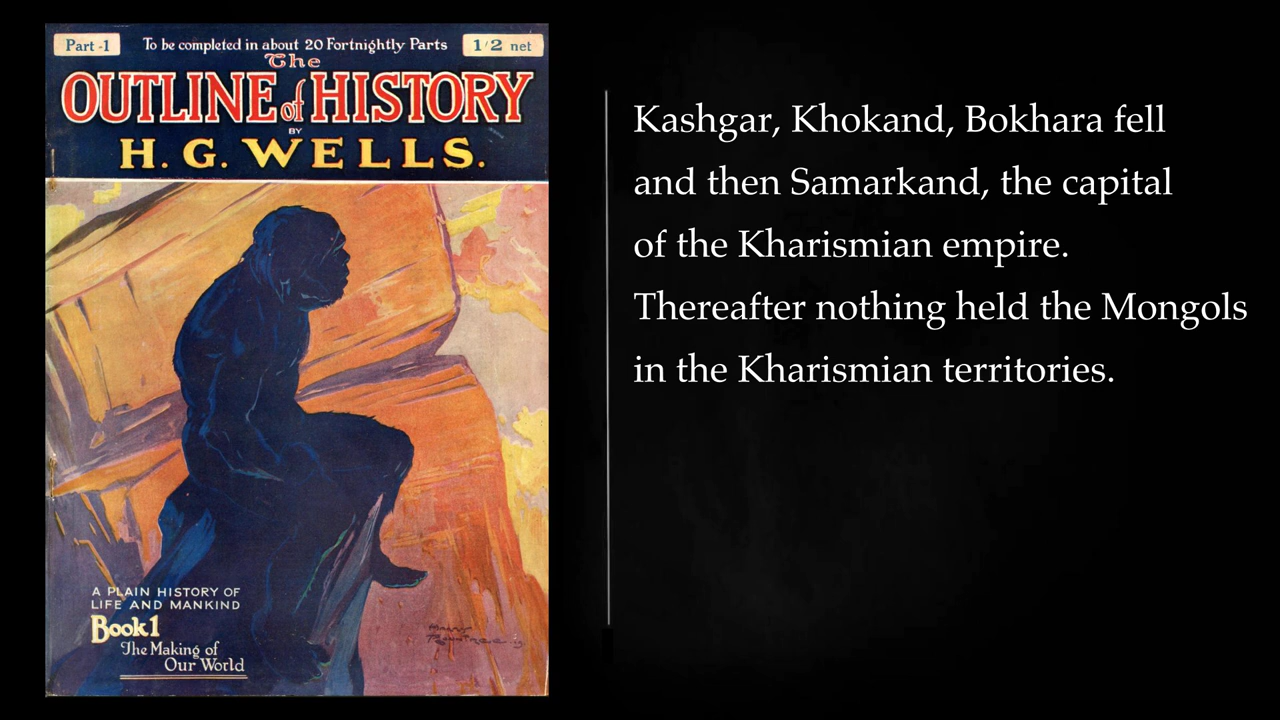 Part -1
To be completed in about 20 Fortnightly Parts
1/2 net
The
OUTLINE of HISTORY
BY
H. G. WELLS.
A PLAIN HISTORY OF
LIFE AND MANKIND
Book 1
The Making of
Our World
Kashgar, Khokand, Bokhara fell
and then Samarkand, the capital
of the Kharismian empire.
Thereafter nothing held the Mongols
in the Kharismian territories.